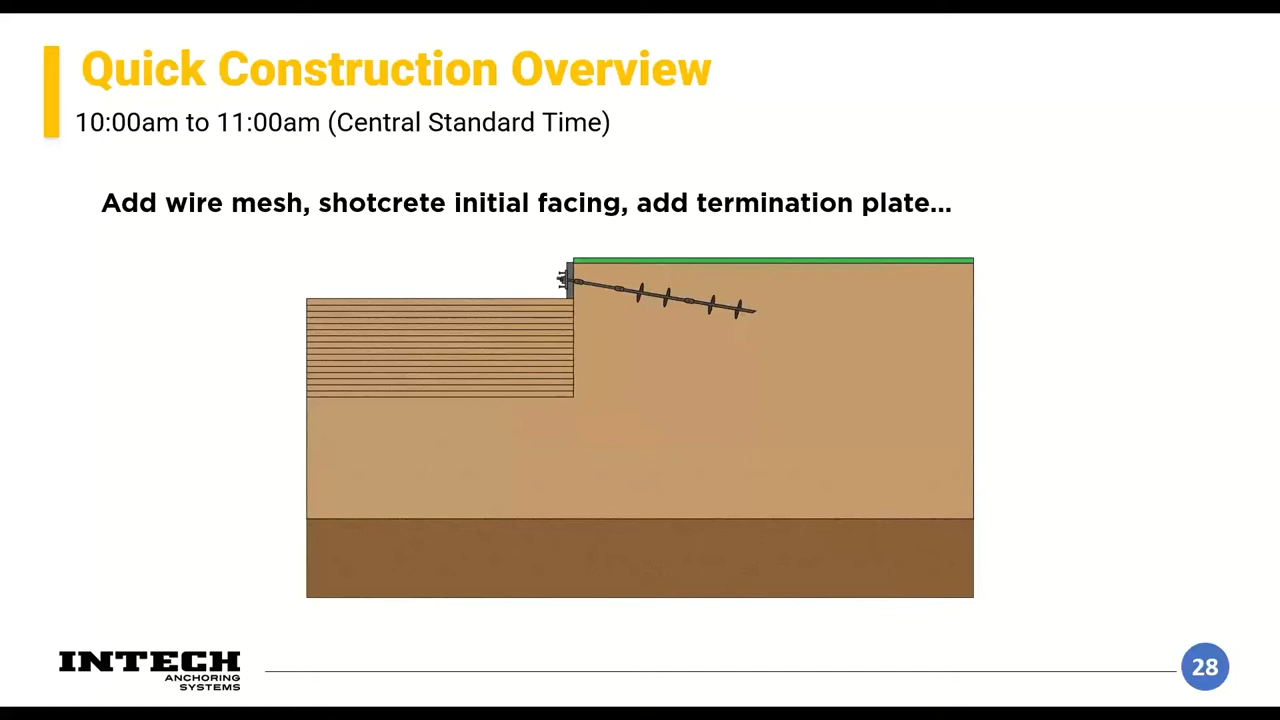 Quick Construction Overview
10:00am to 11:00am (Central Standard Time)
Add wire mesh, shotcrete initial facing, add termination plate...
INTECH
ANCHORING
SYSTEMS
28